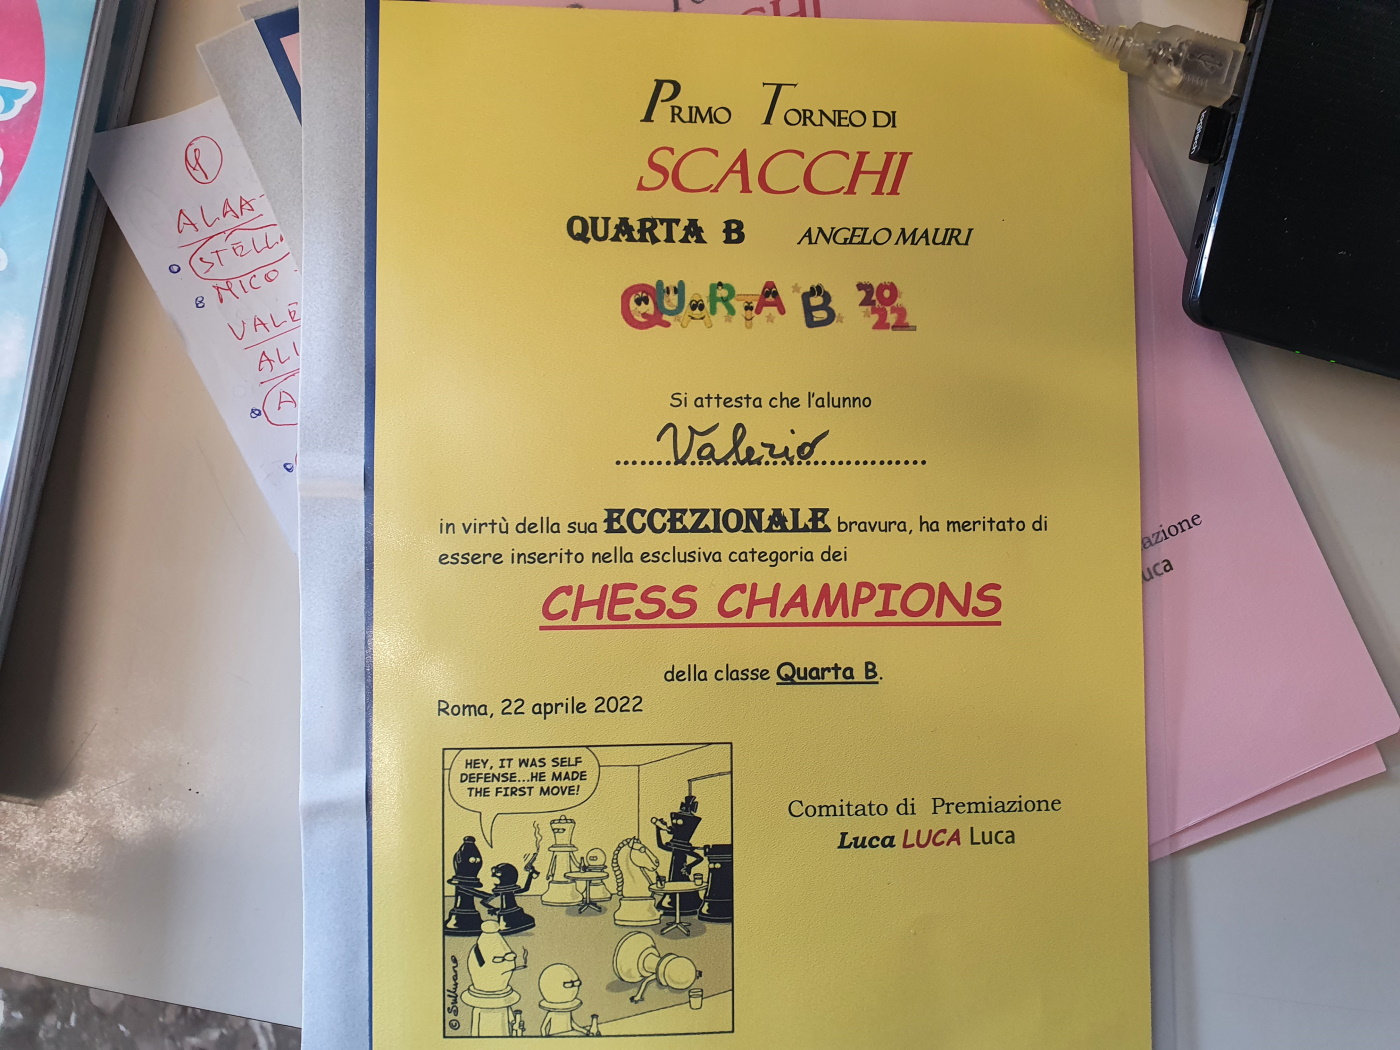 PRIMO TORNEO DI
SCACCHI
QUARTA B ANGELO MAURI
QUARTA B 2022
Si attesta che l'alunno
Valerio
in virtù della sua ECCEZIONALE bravura, ha meritato di
essere inserito nella esclusiva categoria dei
CHESS CHAMPIONS
della classe Quarta B.
Roma, 22 aprile 2022
HEY, IT WAS SELF
DEFENSE...HE MADE
THE FIRST MOVE!
© Sullivano
Comitato di Premiazione
Luca LUCA Luca
ALAA
STELL
B NICO
VALE
ALI
A
azione
uca